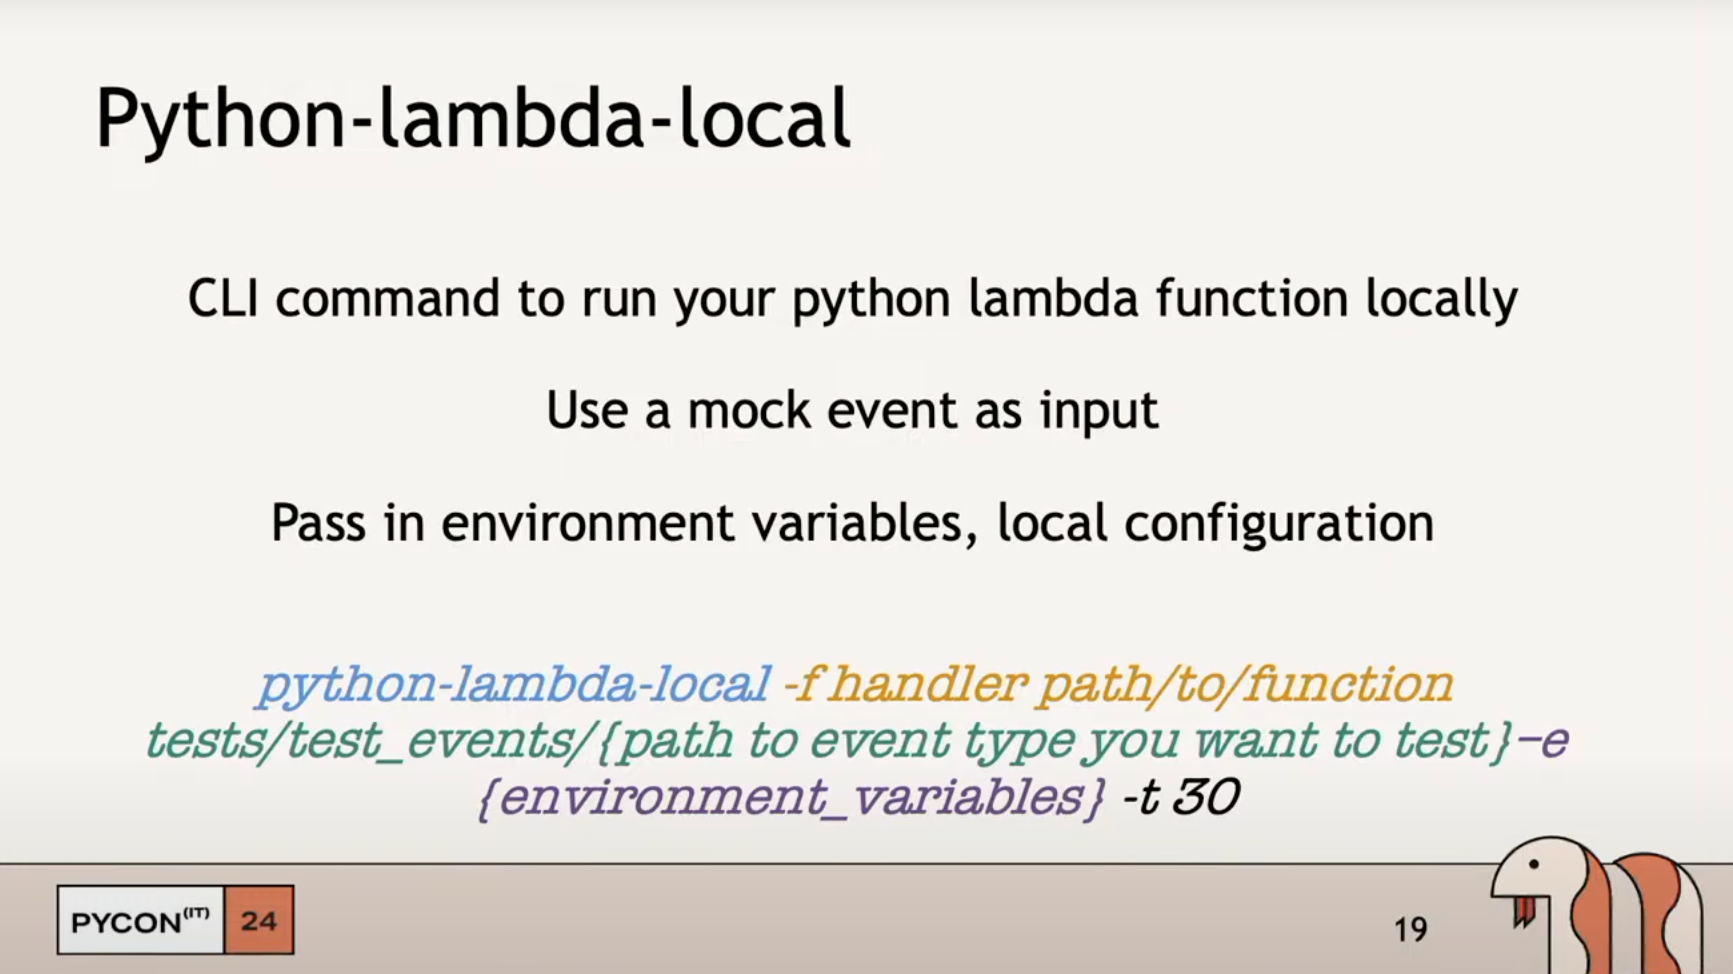 Python-lambda-local
CLI command to run your python lambda function locally
Use a mock event as input
Pass in environment variables, local configuration
python-lambda-local -f handler path/to/function
tests/test_events/{path to event type you want to test}–e
{environment_variables} -t 30
PYCON(IT) 24
19